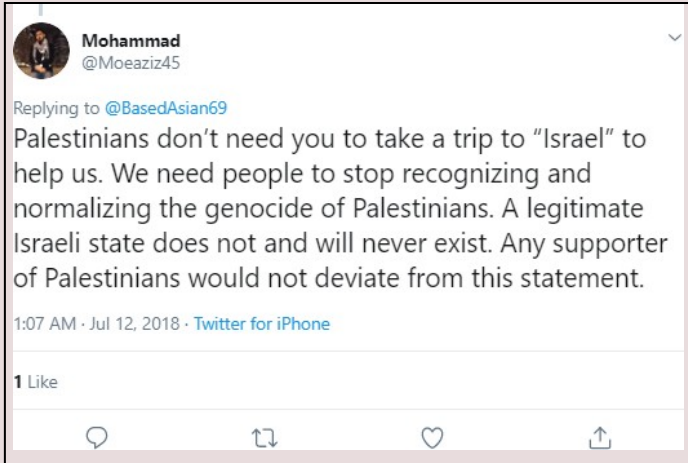 Mohammad
@Moeaziz45
Replying to @BasedAsian69
Palestinians don't need you to take a trip to “Israel” to
help us. We need people to stop recognizing and
normalizing the genocide of Palestinians. A legitimate
Israeli state does not and will never exist. Any supporter
of Palestinians would not deviate from this statement.
1:07 AM · Jul 12, 2018 · Twitter for iPhone
1 Like